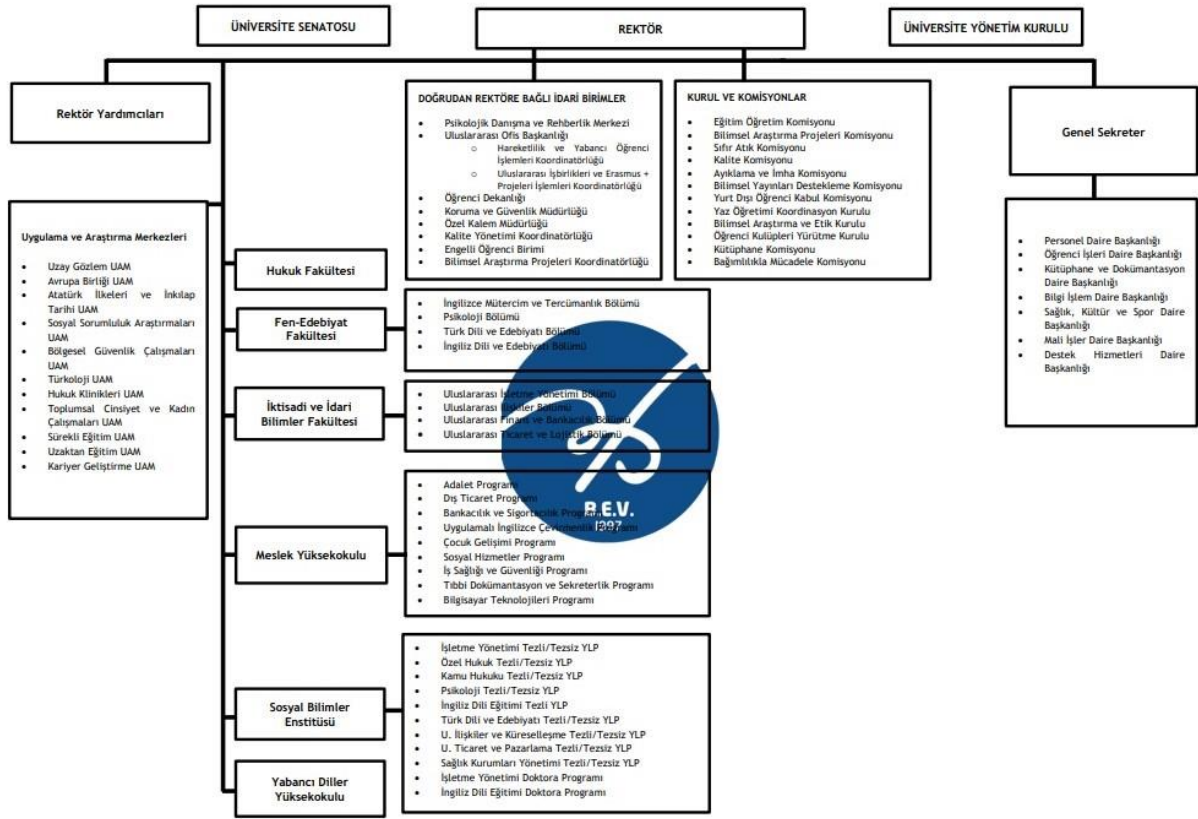 ÜNİVERSİTE SENATOSU
REKTÖR
ÜNİVERSİTE YÖNETİM KURULU
Rektör Yardımcıları
DOĞRUDAN REKTÖRE BAĞLI İDARİ BİRİMLER
• Psikolojik Danışma ve Rehberlik Merkezi
• Uluslararası Ofis Başkanlığı
o Hareketlilik ve Yabancı Öğrenci
İşlemleri Koordinatörlüğü
o Uluslararası İşbirlikleri ve Erasmus +
Projeleri İşlemleri Koordinatörlüğü
• Öğrenci Dekanlığı
• Koruma ve Güvenlik Müdürlüğü
• Özel Kalem Müdürlüğü
• Kalite Yönetimi Koordinatörlüğü
• Engelli Öğrenci Birimi
• Bilimsel Araştırma Projeleri Koordinatörlüğü
KURUL VE KOMİSYONLAR
• Eğitim Öğretim Komisyonu
• Bilimsel Araştırma Projeleri Komisyonu
• Sıfır Atık Komisyonu
• Kalite Komisyonu
• Ayıklama ve İmha Komisyonu
• Bilimsel Yayınları Destekleme Komisyonu
• Yurt Dışı Öğrenci Kabul Komisyonu
• Yaz Öğretimi Koordinasyon Kurulu
• Bilimsel Araştırma ve Etik Kurulu
• Öğrenci Kulüpleri Yürütme Kurulu
• Kütüphane Komisyonu
• Bağımlılıkla Mücadele Komisyonu
Genel Sekreter
• Personel Daire Başkanlığı
• Öğrenci İşleri Daire Başkanlığı
• Kütüphane ve Dokümantasyon
Daire Başkanlığı
• Bilgi İşlem Daire Başkanlığı
• Sağlık, Kültür ve Spor Daire
Başkanlığı
• Mali İşler Daire Başkanlığı
• Destek Hizmetleri Daire
Başkanlığı
Uygulama ve Araştırma Merkezleri
• Uzay Gözlem UAM
• Avrupa Birliği UAM
• Atatürk İlkeleri ve İnkılap
Tarihi UAM
• Sosyal Sorumluluk Araştırmaları
UAM
• Bölgesel Güvenlik Çalışmaları
UAM
• Türkoloji UAM
• Hukuk Klinikleri UAM
• Toplumsal Cinsiyet ve Kadın
Çalışmaları UAM
• Sürekli Eğitim UAM
• Uzaktan Eğitim UAM
• Kariyer Geliştirme UAM
Hukuk Fakültesi
Fen-Edebiyat
Fakültesi
• İngilizce Mütercim ve Tercümanlık Bölümü
• Psikoloji Bölümü
• Türk Dili ve Edebiyatı Bölümü
• İngiliz Dili ve Edebiyatı Bölümü
İktisadi ve İdari
Bilimler Fakültesi
• Uluslararası İşletme Yönetimi Bölümü
• Uluslararası İlişkiler Bölümü
• Uluslararası Finans ve Bankacılık Bölümü
• Uluslararası Ticaret ve Lojistik Bölümü
Meslek Yüksekokulu
• Adalet Programı
• Dış Ticaret Programı
• Bankacılık ve Sigortacılık Programı
• Uygulamalı İngilizce Çevirmenlik Programı
• Çocuk Gelişimi Programı
• Sosyal Hizmetler Programı
• İş Sağlığı ve Güvenliği Programı
• Tıbbi Dokümantasyon ve Sekreterlik Programı
• Bilgisayar Teknolojileri Programı
B.E.V.
1997
Sosyal Bilimler
Enstitüsü
• İşletme Yönetimi Tezli/Tezsiz YLP
• Özel Hukuk Tezli/Tezsiz YLP
• Kamu Hukuku Tezli/Tezsiz YLP
• Psikoloji Tezli/Tezsiz YLP
• İngiliz Dili Eğitimi Tezli YLP
• Türk Dili ve Edebiyatı Tezli/Tezsiz YLP
• U. İlişkiler ve Küreselleşme Tezli/Tezsiz YLP
• U. Ticaret ve Pazarlama Tezli/Tezsiz YLP
• Sağlık Kurumları Yönetimi Tezli/Tezsiz YLP
• İşletme Yönetimi Doktora Programı
• İngiliz Dili Eğitimi Doktora Programı
Yabancı Diller
Yüksekokulu